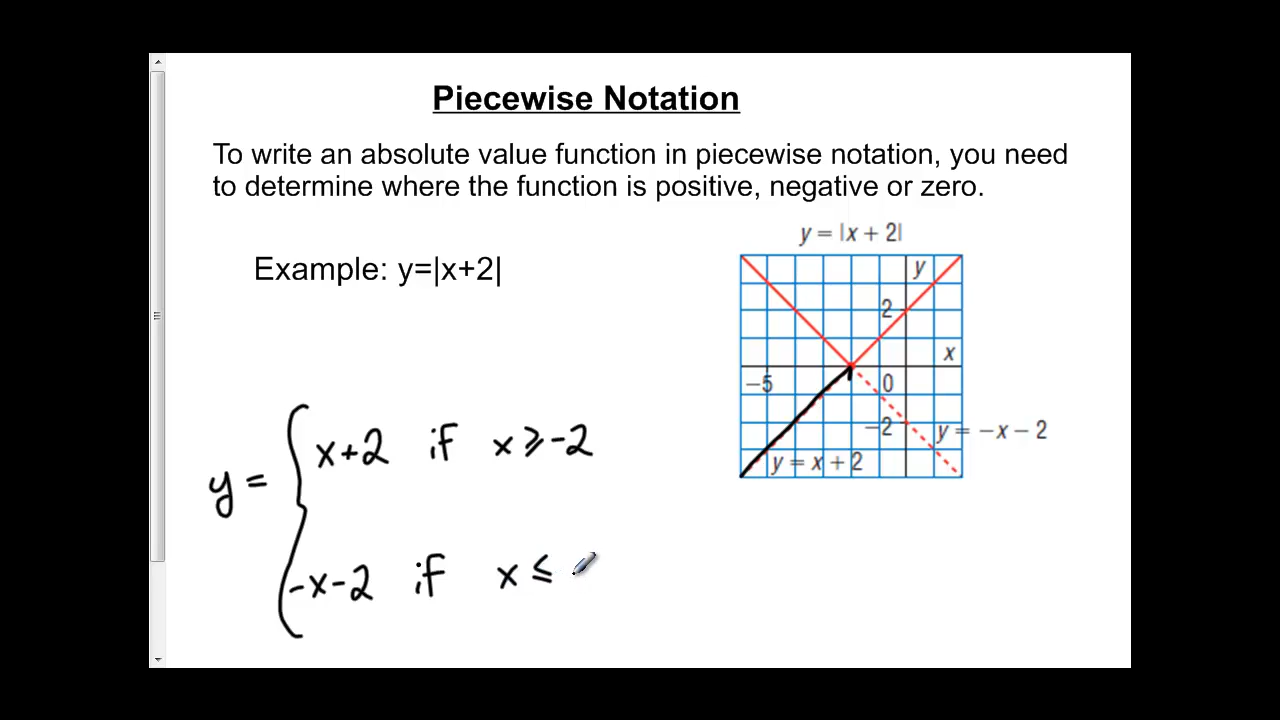 Piecewise Notation
To write an absolute value function in piecewise notation, you need
to determine where the function is positive, negative or zero.
y = |x + 2|
Example: y=|x+2|
y
2
x
-5
0
-2
y = -x - 2
y = x + 2
y = x+2 if x ⩾ -2
-x-2 if x ≤